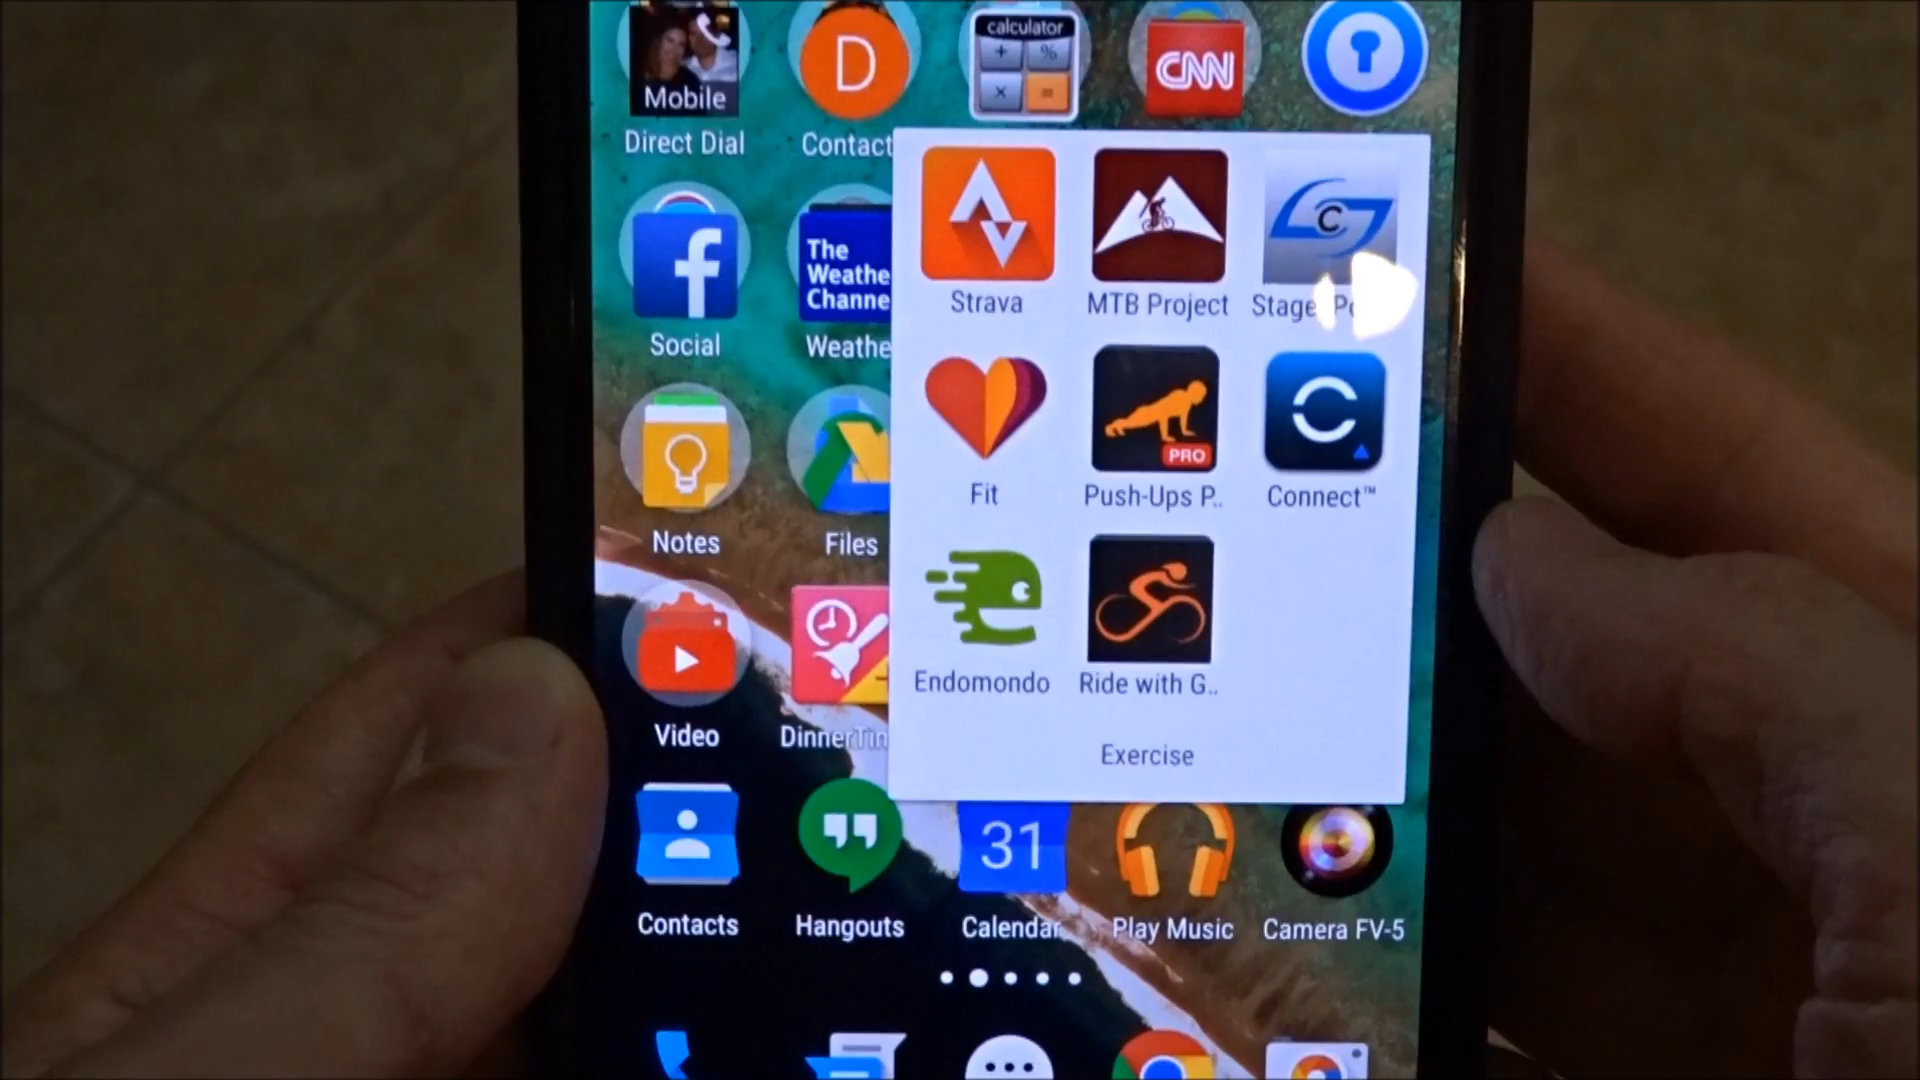 calculator
+ %
× =
D
CNN
Mobile
Direct Dial
Contact
f
The
Weathe
Channe
Social
Weathe
Strava
MTB Project
C
Stage
Fit
PRO
Push-Ups P..
Connect™
Notes
Files
Endomondo
Ride with G..
Video
DinnerTim
Exercise
31
Contacts
Hangouts
Calendar
Play Music
Camera FV-5